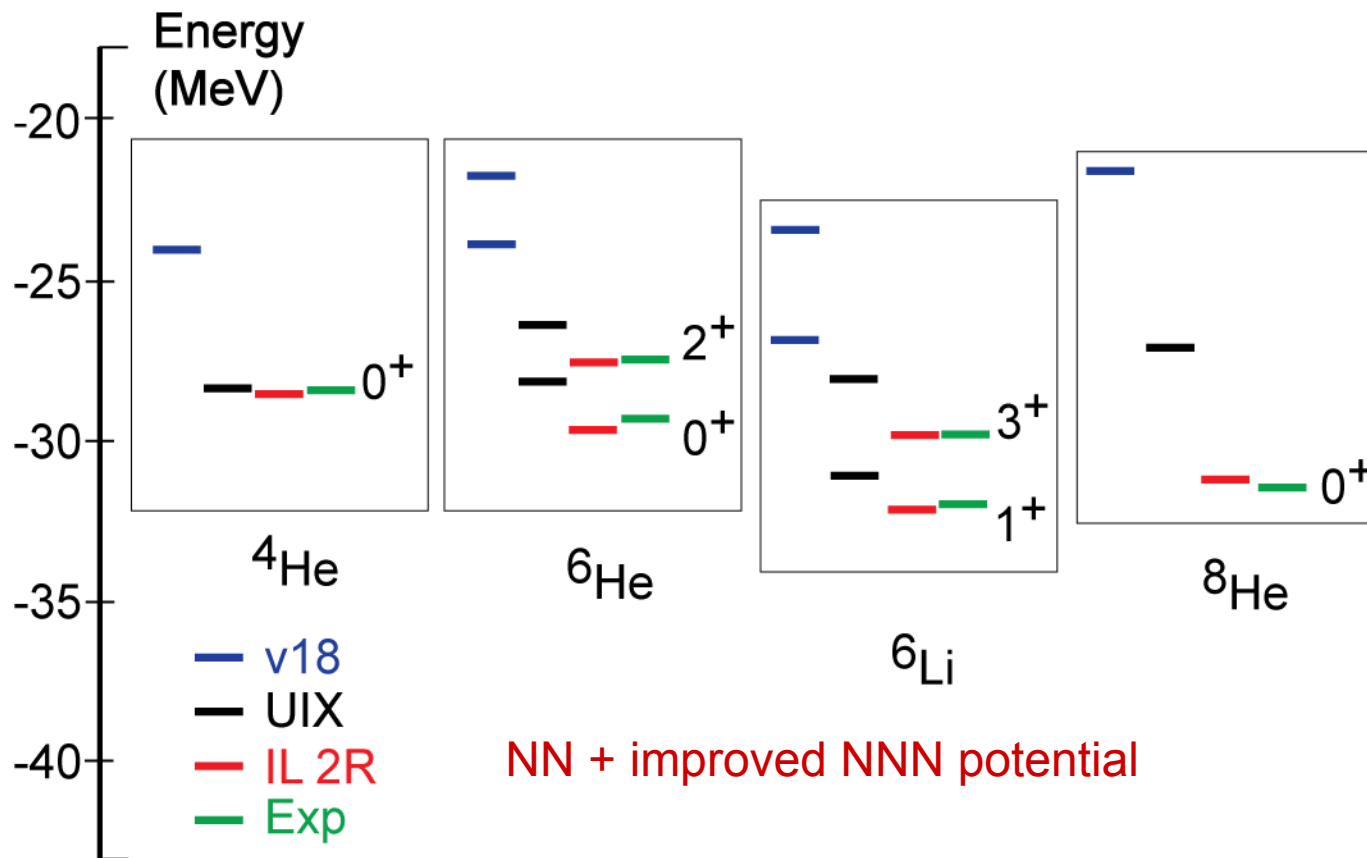 Energy
(MeV)
-20
-25
-30
-35
-40
0⁺
⁴He
2⁺
0⁺
⁶He
3⁺
1⁺
⁶Li
0⁺
⁸He
v18
UIX
IL 2R
Exp
NN + improved NNN potential